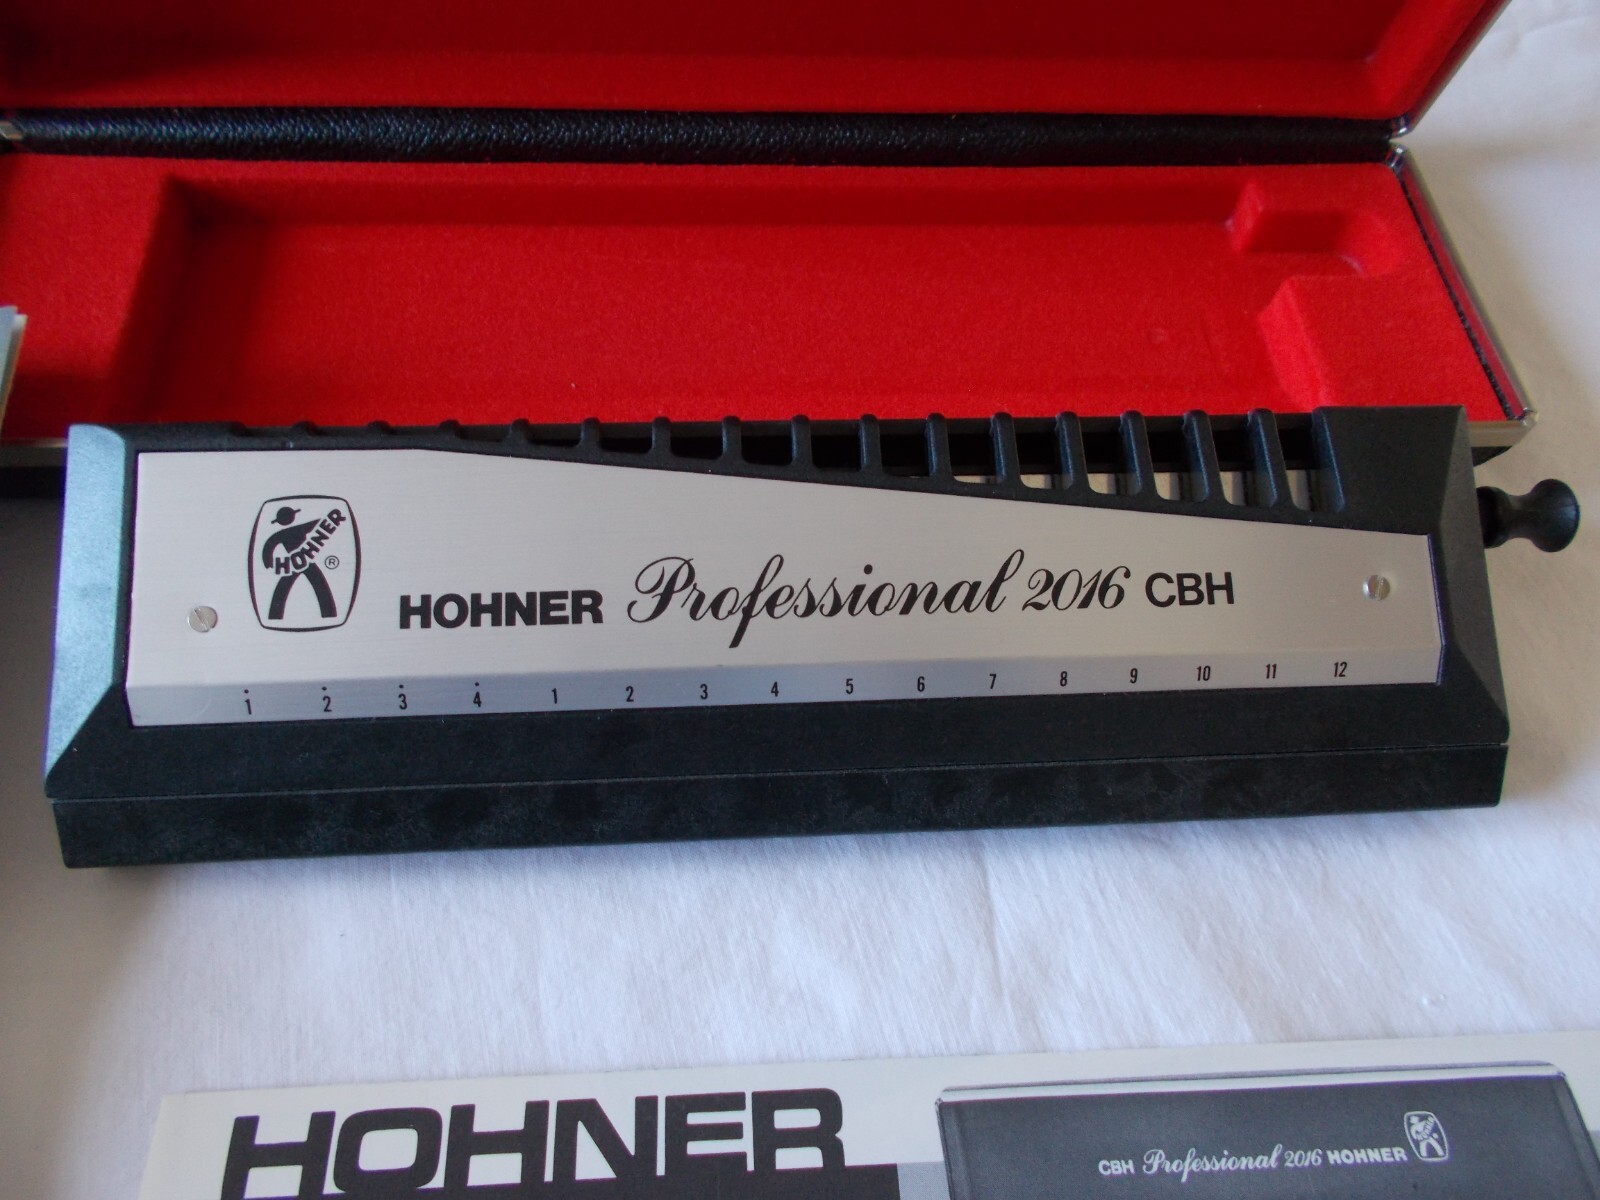 HOHNER ®
HOHNER Professional 2016 CBH
1 2 3 4 1 2 3 4 5 6 7 8 9 10 11 12
HOHNER
CBH Professional 2016 HOHNER